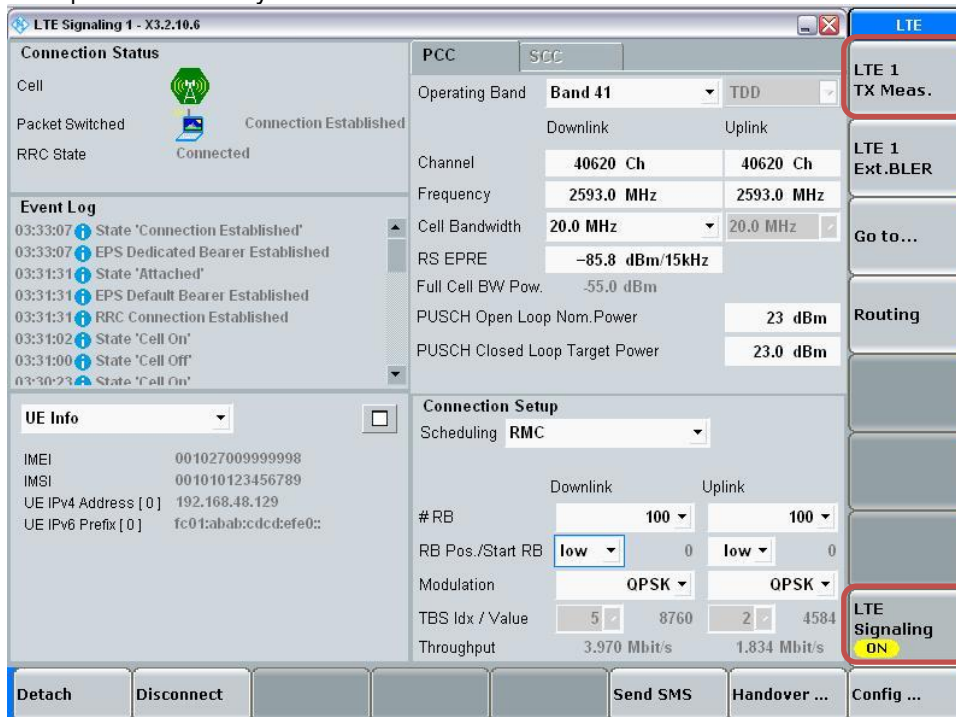 LTE Signaling 1 - X3.2.10.6
LTE
Connection Status
Cell
Packet Switched Connection Established
RRC State Connected
Event Log
03:33:07 State 'Connection Established'
03:33:07 EPS Dedicated Bearer Established
03:31:31 State 'Attached'
03:31:31 EPS Default Bearer Established
03:31:31 RRC Connection Established
03:31:02 State 'Cell On'
03:31:00 State 'Cell Off'
03:30:23 State 'Cell On'
UE Info
IMEI 001027009999998
IMSI 001010123456789
UE IPv4 Address [ 0 ] 192.168.48.129
UE IPv6 Prefix [ 0 ] fc01:abab:cdcd:efe0::
PCC SCC
Operating Band Band 41 TDD
Downlink Uplink
Channel 40620 Ch 40620 Ch
Frequency 2593.0 MHz 2593.0 MHz
Cell Bandwidth 20.0 MHz 20.0 MHz
RS EPRE -85.8 dBm/15kHz
Full Cell BW Pow. -55.0 dBm
PUSCH Open Loop Nom.Power 23 dBm
PUSCH Closed Loop Target Power 23.0 dBm
Connection Setup
Scheduling RMC
Downlink Uplink
# RB 100 100
RB Pos./Start RB low 0 low 0
Modulation QPSK QPSK
TBS Idx / Value 5 8760 2 4584
Throughput 3.970 Mbit/s 1.834 Mbit/s
LTE 1
TX Meas.
LTE 1
Ext.BLER
Go to...
Routing
LTE
Signaling
ON
Detach Disconnect Send SMS Handover ... Config ...